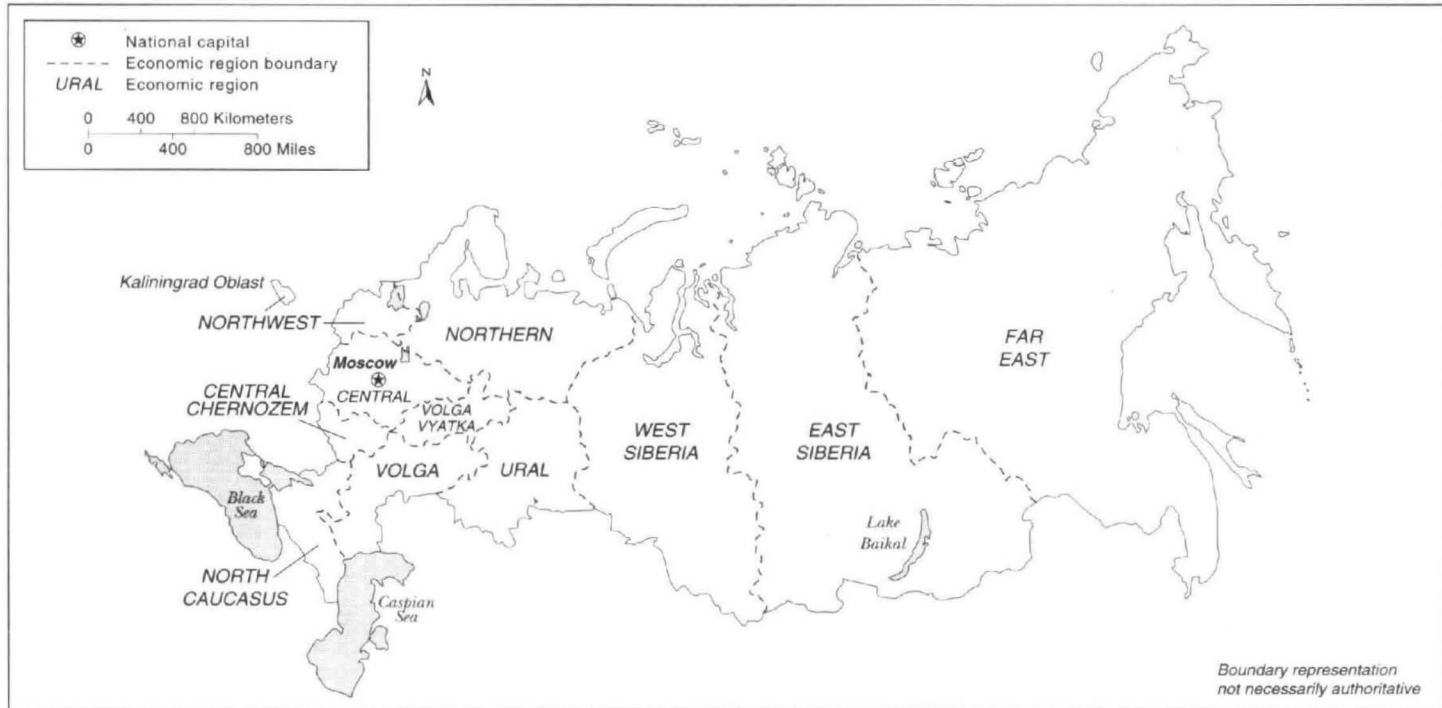 National capital
Economic region boundary
URAL Economic region
0 400 800 Kilometers
0 400 800 Miles
N
Kaliningrad Oblast
NORTHWEST
NORTHERN
Moscow
CENTRAL
CENTRAL
CHERNOZEM
VOLGA
VYATKA
VOLGA
URAL
WEST
SIBERIA
EAST
SIBERIA
FAR
EAST
Black
Sea
Lake
Baikal
NORTH
CAUCASUS
Caspian
Sea
Boundary representation
not necessarily authoritative